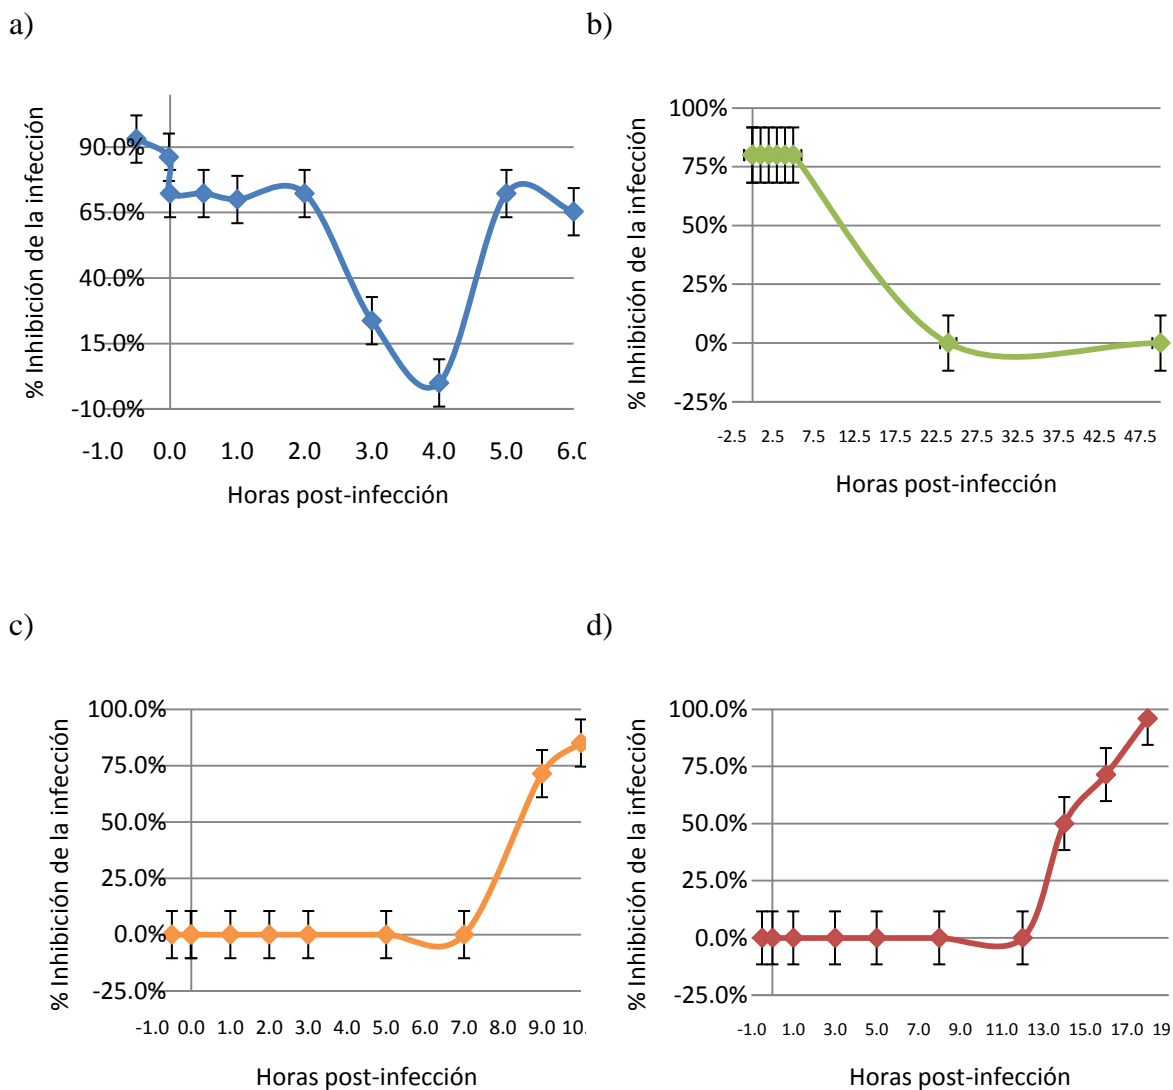 a)
% Inhibición de la infección
90.0%
65.0%
40.0%
15.0%
-10.0%
-1.0 0.0 1.0 2.0 3.0 4.0 5.0 6.0
Horas post-infección
b)
% Inhibición de la infección
100%
75%
50%
25%
0%
-25%
-2.5 2.5 7.5 12.5 17.5 22.5 27.5 32.5 37.5 42.5 47.5
Horas post-infección
c)
% Inhibición de la infección
100.0%
75.0%
50.0%
25.0%
0.0%
-25.0%
-1.0 0.0 1.0 2.0 3.0 4.0 5.0 6.0 7.0 8.0 9.0 10.
Horas post-infección
d)
% Inhibición de la infección
100.0%
75.0%
50.0%
25.0%
0.0%
-25.0%
-1.0 1.0 3.0 5.0 7.0 9.0 11.0 13.0 15.0 17.0 19
Horas post-infección